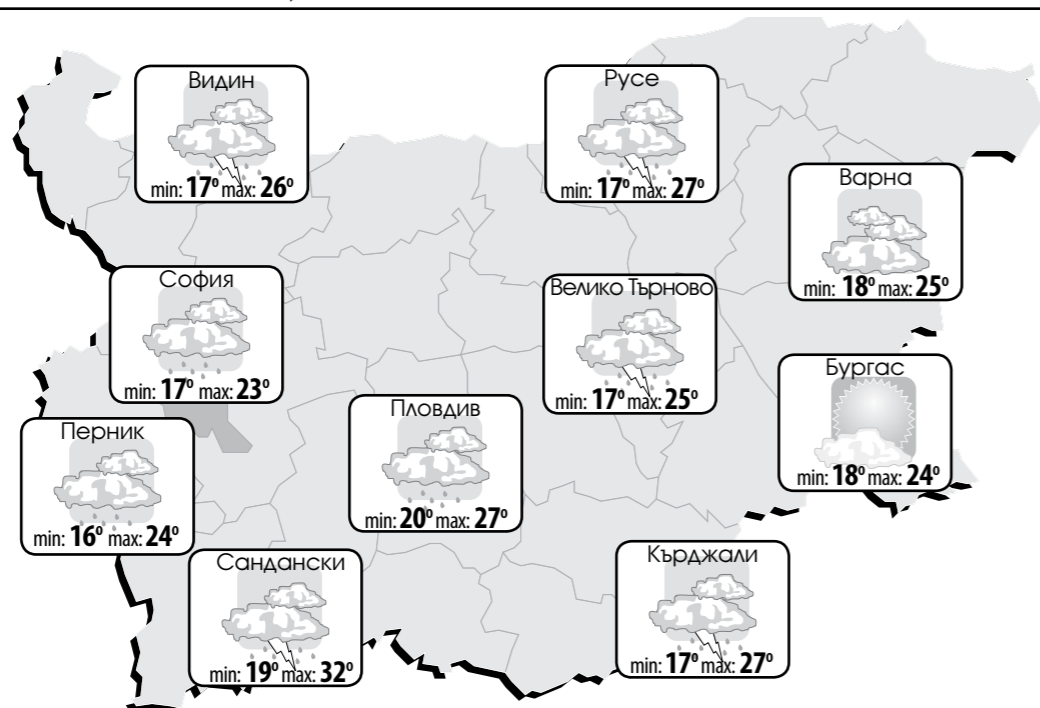 Видин
min: 17° max: 26°
Русе
min: 17° max: 27°
Варна
min: 18° max: 25°
София
min: 17° max: 23°
Велико Търново
min: 17° max: 25°
Бургас
min: 18° max: 24°
Пловдив
min: 20° max: 27°
Перник
min: 16° max: 24°
Сандански
min: 19° max: 32°
Кърджали
min: 17° max: 27°